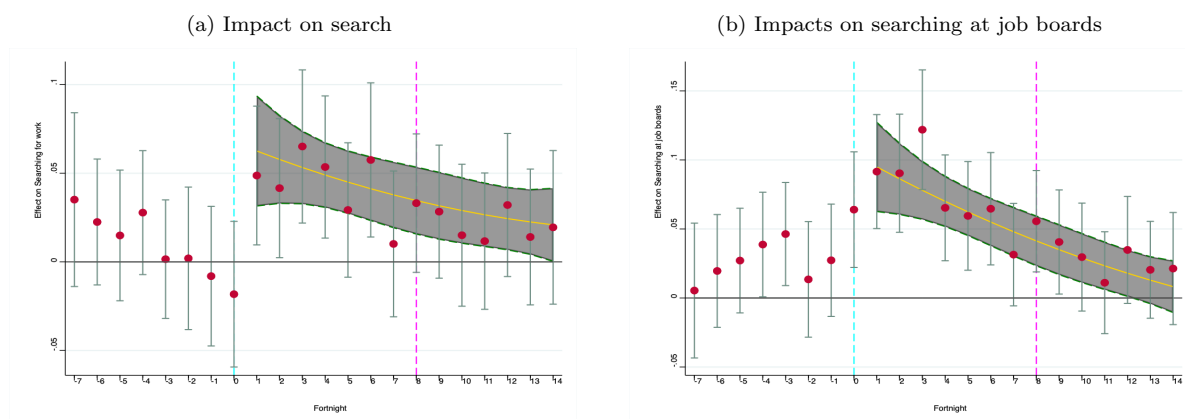 (a) Impact on search
(b) Impacts on searching at job boards
Effect on Searching for work
.1
.05
0
-.05
-7 -6 -5 -4 -3 -2 -1 0 1 2 3 4 5 6 7 8 9 10 11 12 13 14
Fortnight
Effect on Searching at job boards
.15
.1
.05
0
-.05
-7 -6 -5 -4 -3 -2 -1 0 1 2 3 4 5 6 7 8 9 10 11 12 13 14
Fortnight